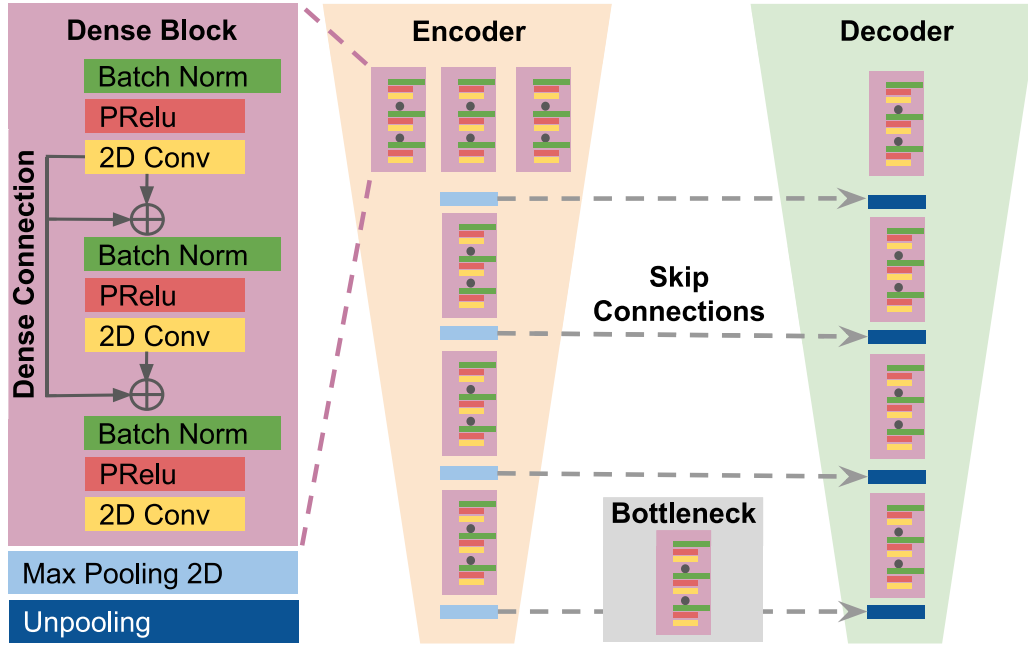 Dense Block
Batch Norm
PRelu
2D Conv
Dense Connection
Batch Norm
PRelu
2D Conv
Batch Norm
PRelu
2D Conv
Max Pooling 2D
Unpooling
Encoder
Skip
Connections
Bottleneck
Decoder